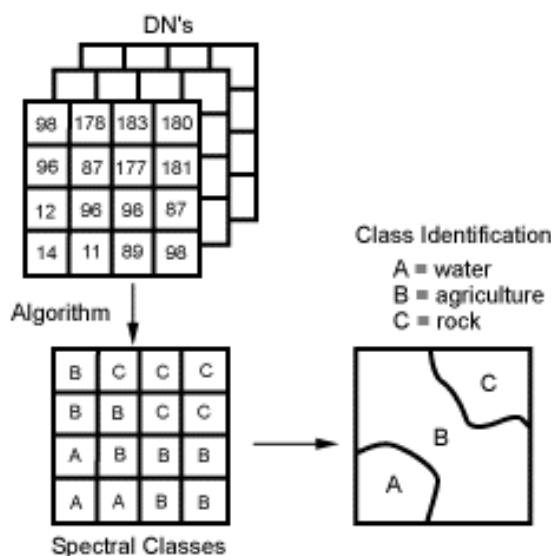 DN's
98 178 183 180
96 87 177 181
12 96 98 87
14 11 89 98
Algorithm
Class Identification
A = water
B = agriculture
C = rock
B C C C
B B C C
A B B B
A A B B
Spectral Classes
C
B
A